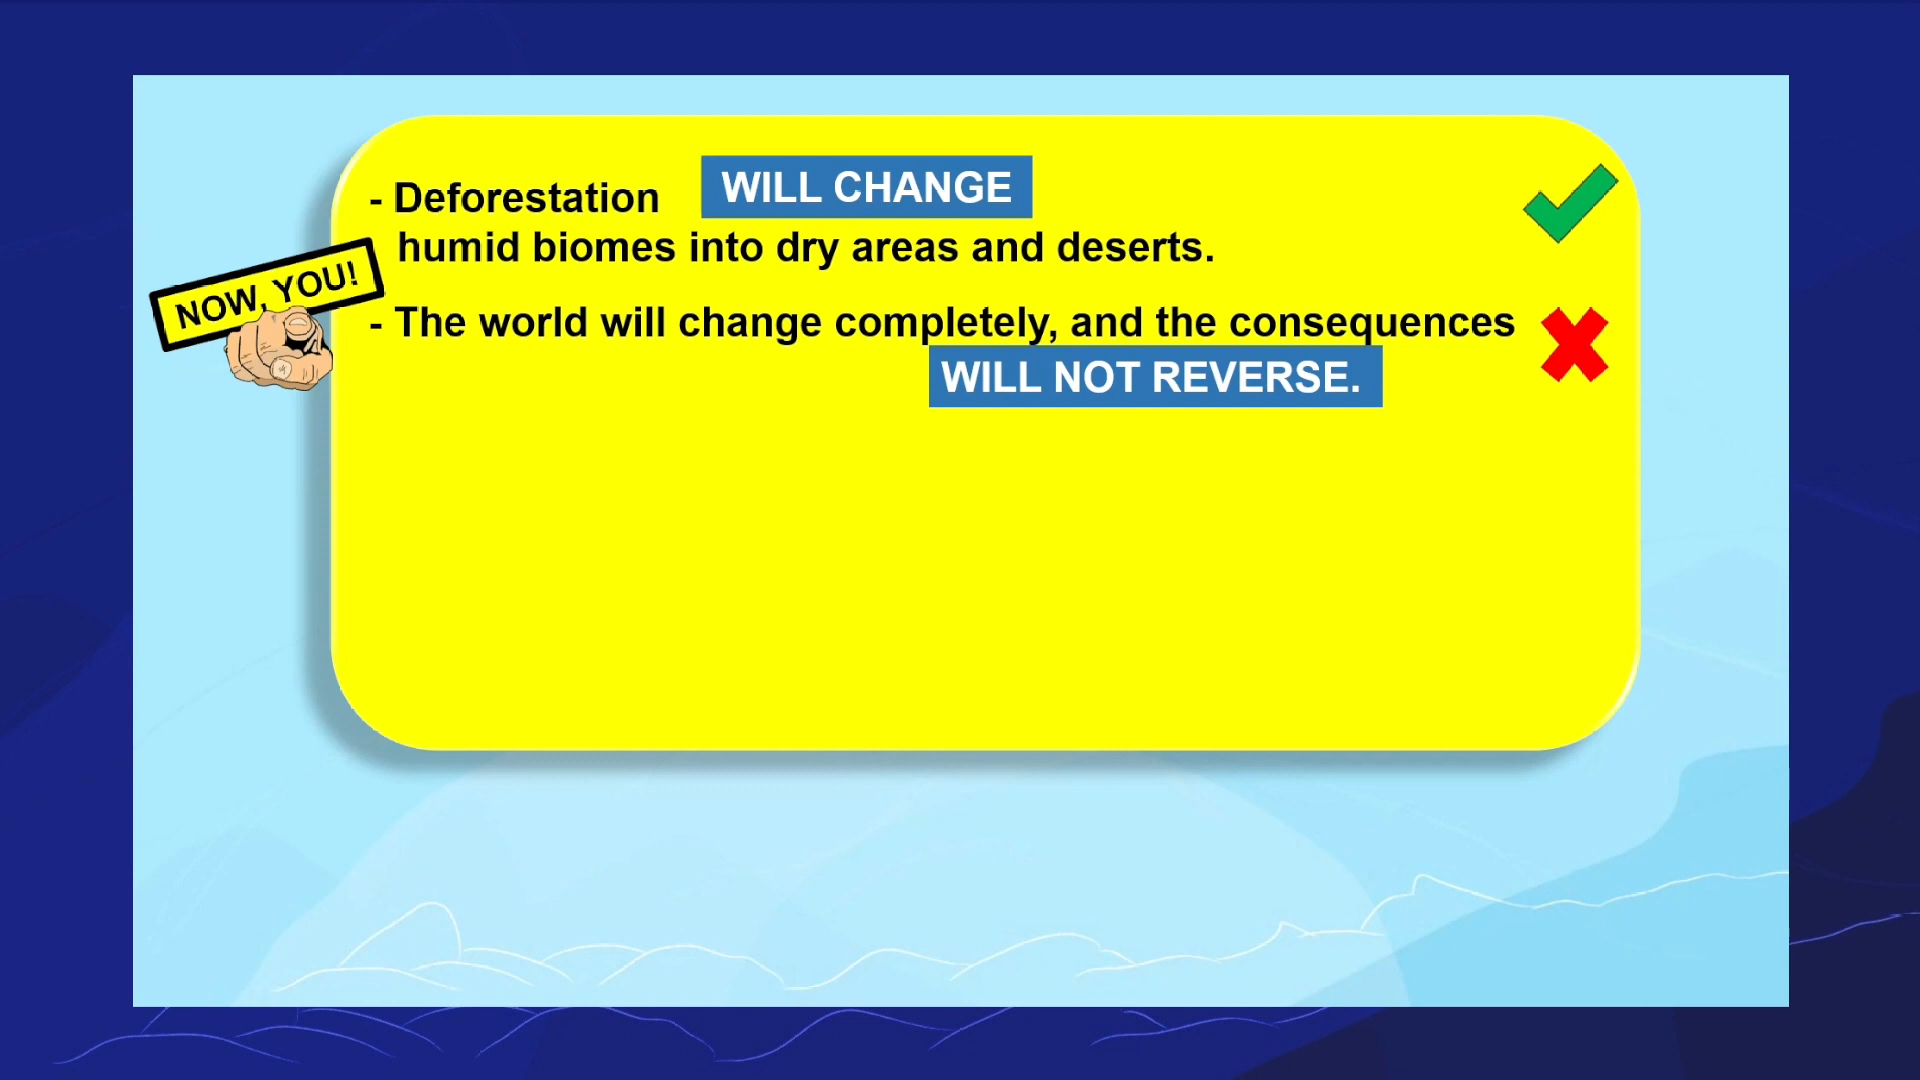 - Deforestation WILL CHANGE
humid biomes into dry areas and deserts.
NOW, YOU!
- The world will change completely, and the consequences
WILL NOT REVERSE.